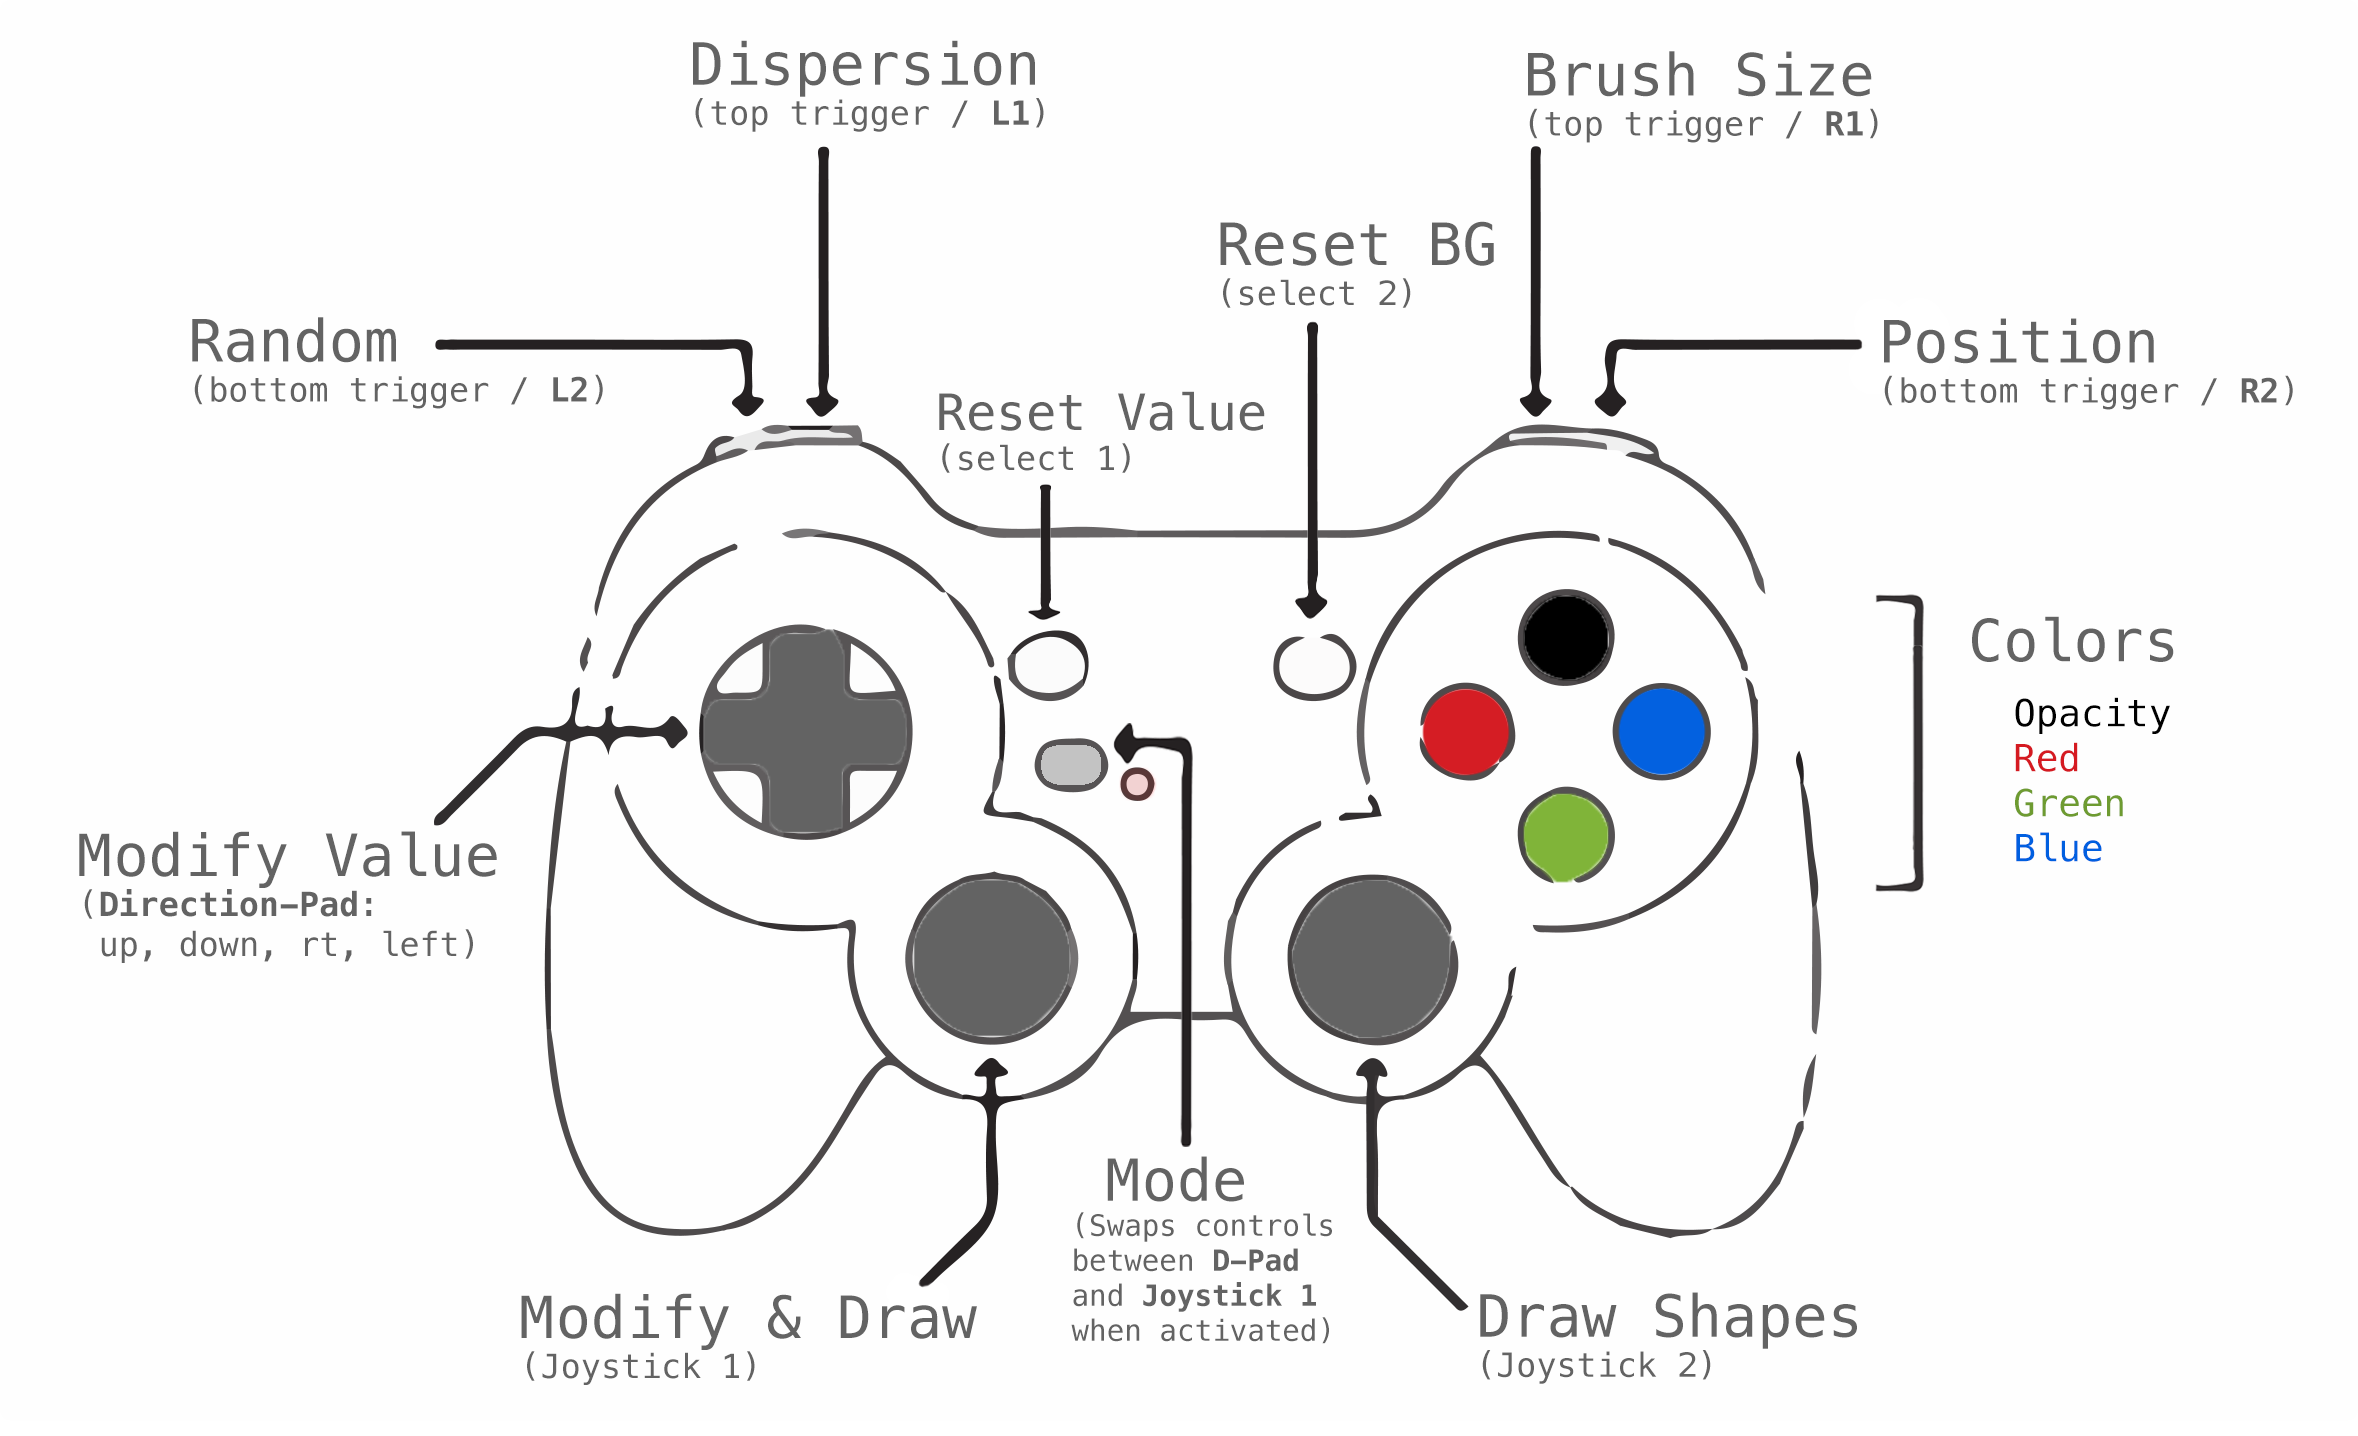 Dispersion
(top trigger / L1)
Brush Size
(top trigger / R1)
Reset BG
(select 2)
Random
(bottom trigger / L2)
Position
(bottom trigger / R2)
Reset Value
(select 1)
Colors
Opacity
Red
Green
Blue
Modify Value
(Direction-Pad:
up, down, rt, left)
Mode
(Swaps controls
between D-Pad
and Joystick 1
when activated)
Modify & Draw
(Joystick 1)
Draw Shapes
(Joystick 2)